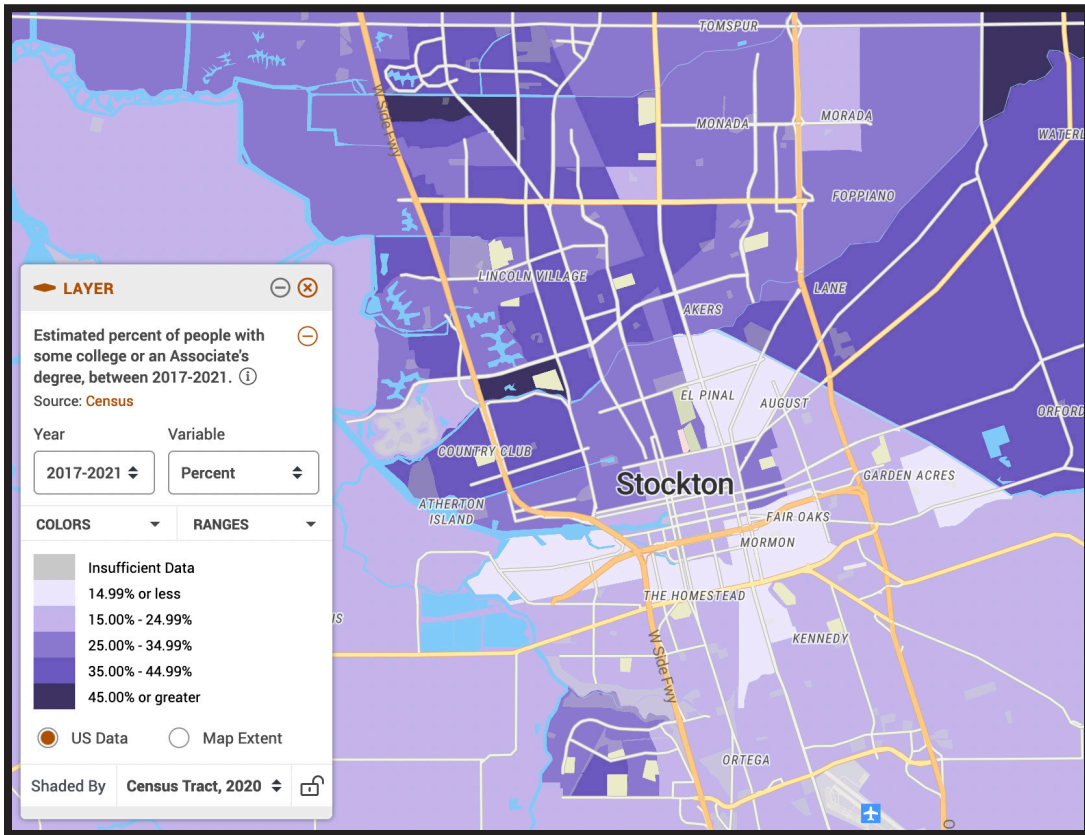 TOMSPUR
W Side Fwy
MONADA
MORADA
WATERL
FOPPIANO
LINCOLN VILLAGE
LANE
AKERS
EL PINAL
AUGUST
ORFORD
COUNTRY CLUB
Stockton
GARDEN ACRES
ATHERTON
ISLAND
FAIR OAKS
MORMON
THE HOMESTEAD
IS
KENNEDY
W Side Fwy
ORTEGA
LAYER
Estimated percent of people with
some college or an Associate's
degree, between 2017-2021.
Source: Census
Year Variable
2017-2021 Percent
COLORS RANGES
Insufficient Data
14.99% or less
15.00% - 24.99%
25.00% - 34.99%
35.00% - 44.99%
45.00% or greater
US Data Map Extent
Shaded By Census Tract, 2020